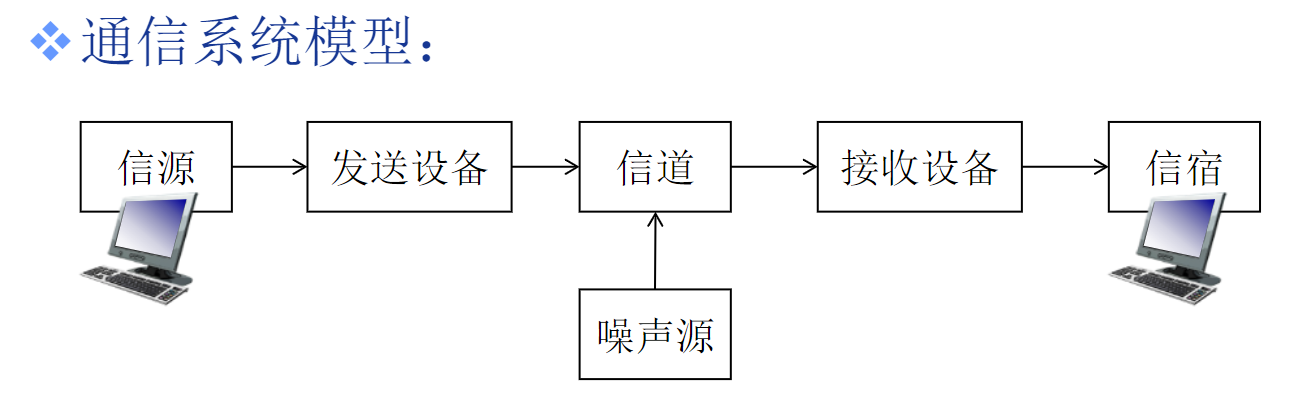 通信系统模型：
信源
发送设备
信道
接收设备
信宿
噪声源